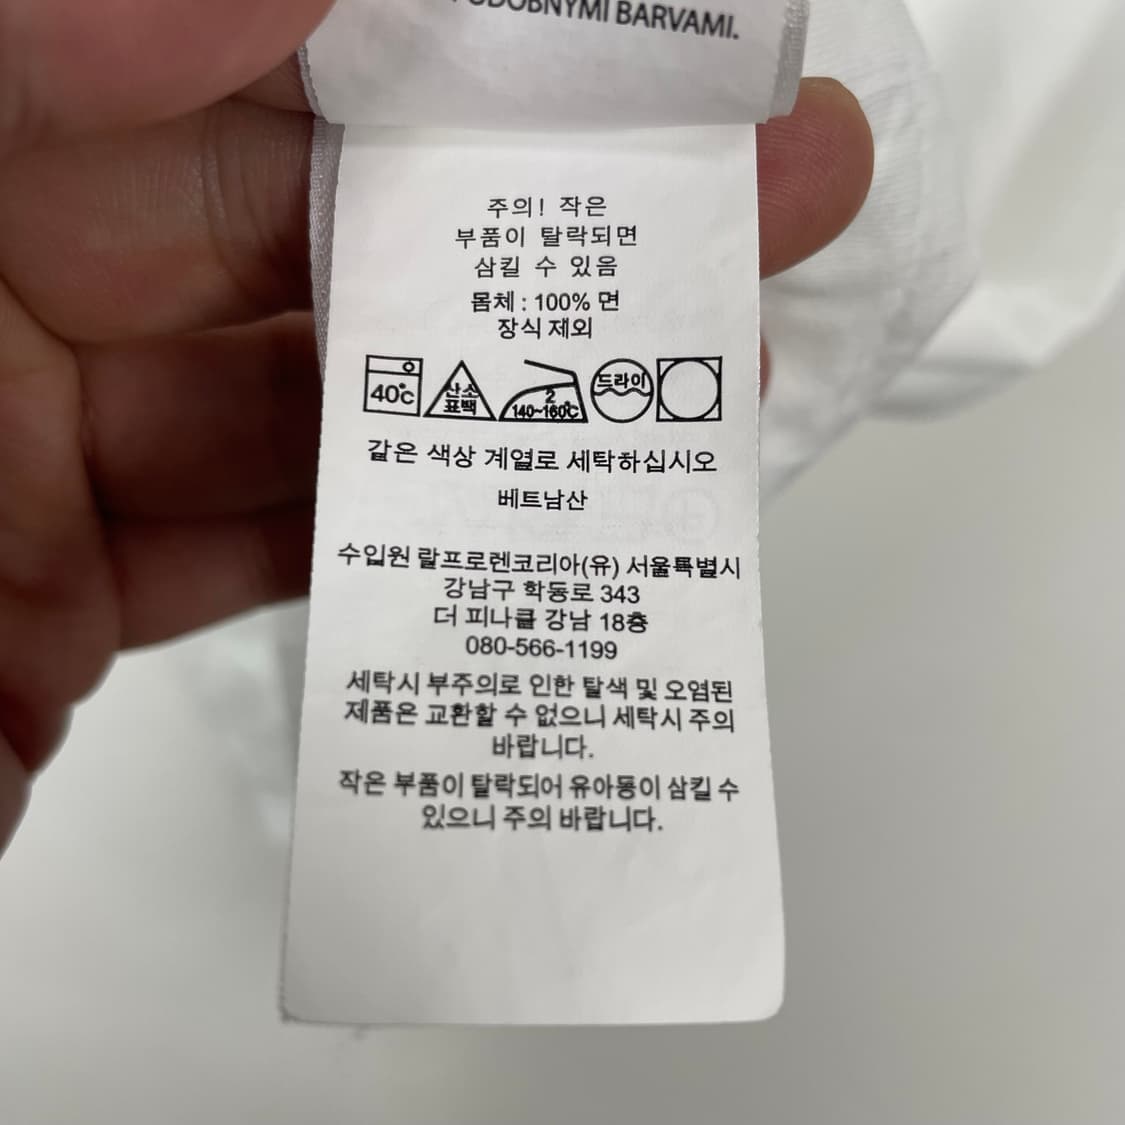 PODOBNÝMI BARVAMI.
주의! 작은
부품이 탈락되면
삼킬 수 있음
몸체 : 100% 면
장식 제외
40℃
산소
표백
2
140~160℃
드라이
같은 색상 계열로 세탁하십시오
베트남산
수입원 랄프로렌코리아(유) 서울특별시
강남구 학동로 343
더 피나클 강남 18층
080-566-1199
세탁시 부주의로 인한 탈색 및 오염된
제품은 교환할 수 없으니 세탁시 주의
바랍니다.
작은 부품이 탈락되어 유아동이 삼킬 수
있으니 주의 바랍니다.